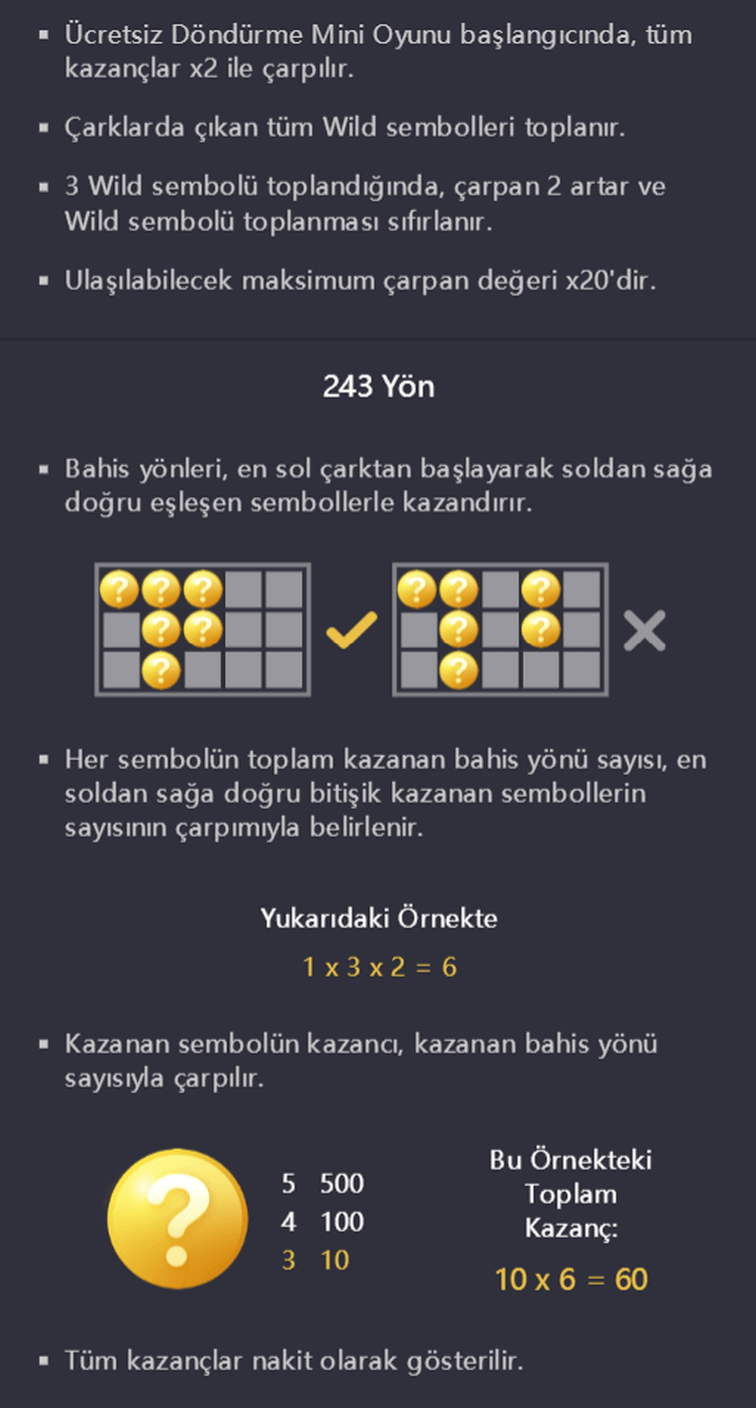 ▪ Ücretsiz Döndürme Mini Oyunu başlangıcında, tüm
kazançlar x2 ile çarpılır.
▪ Çarklarda çıkan tüm Wild sembolleri toplanır.
▪ 3 Wild sembolü toplandığında, çarpan 2 artar ve
Wild sembolü toplanması sıfırlanır.
▪ Ulaşılabilecek maksimum çarpan değeri x20'dir.
243 Yön
▪ Bahis yönleri, en sol çarktan başlayarak soldan sağa
doğru eşleşen sembollerle kazandırır.
? ? ? ? ? ?
? ? ? ?
? ?
▪ Her sembolün toplam kazanan bahis yönü sayısı, en
soldan sağa doğru bitişik kazanan sembollerin
sayısının çarpımıyla belirlenir.
Yukarıdaki Örnekte
1 x 3 x 2 = 6
▪ Kazanan sembolün kazancı, kazanan bahis yönü
sayısıyla çarpılır.
?
5 500
4 100
3 10
Bu Örnekteki
Toplam
Kazanç:
10 x 6 = 60
▪ Tüm kazançlar nakit olarak gösterilir.